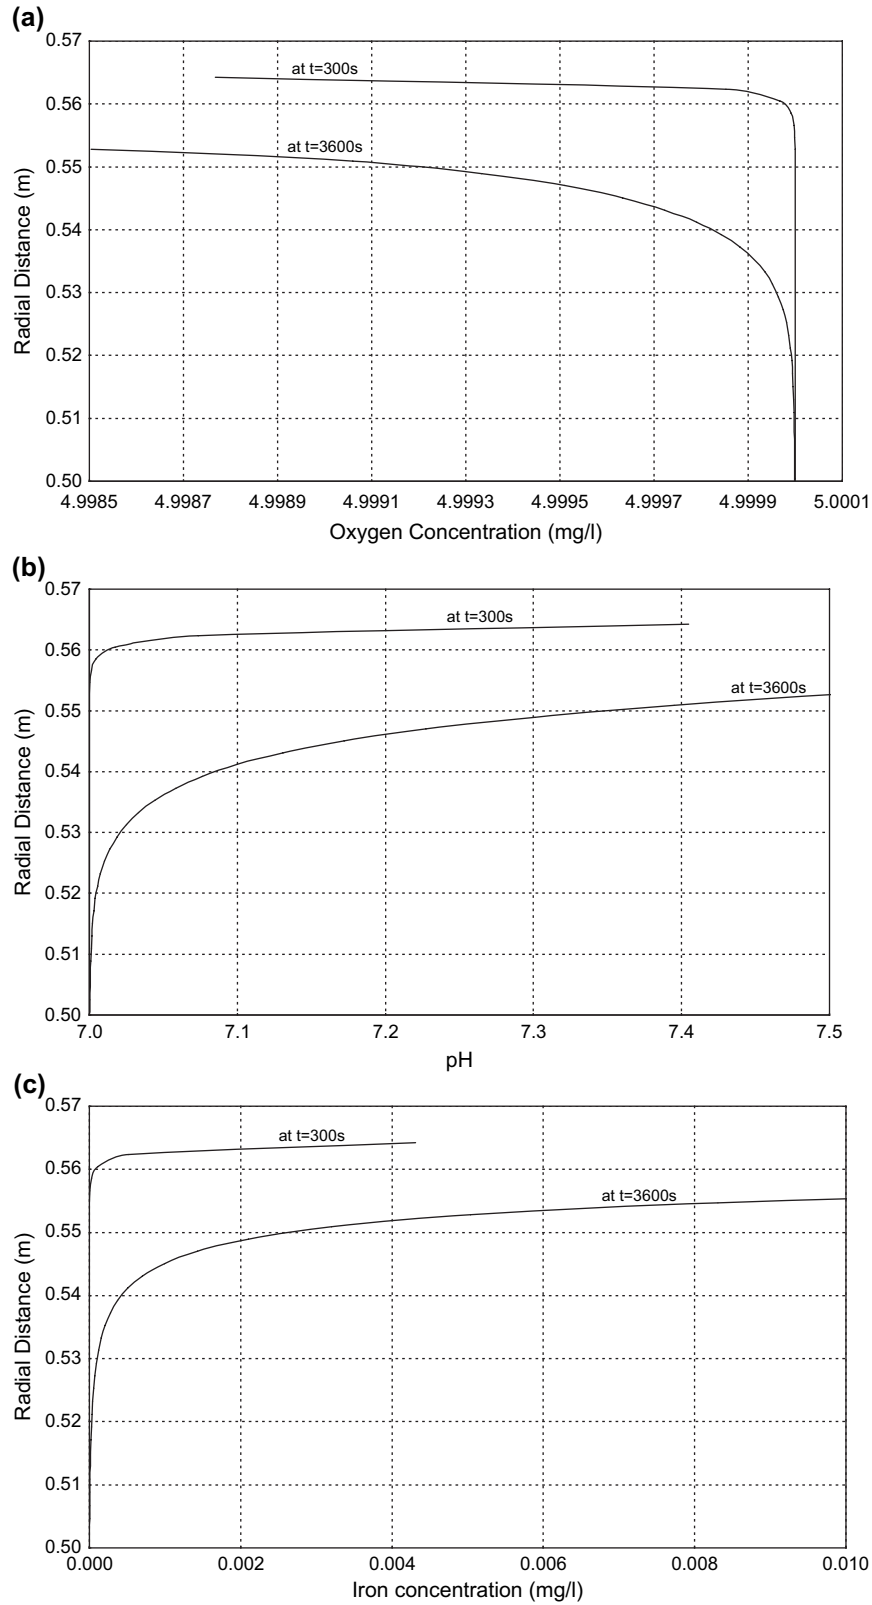 (a)
0.57
at t=300s
0.56
at t=3600s
0.55
0.54
0.53
0.52
0.51
0.50
Radial Distance (m)
4.9985 4.9987 4.9989 4.9991 4.9993 4.9995 4.9997 4.9999 5.0001
Oxygen Concentration (mg/l)
(b)
0.57
at t=300s
0.56
at t=3600s
0.55
0.54
0.53
0.52
0.51
0.50
Radial Distance (m)
7.0 7.1 7.2 7.3 7.4 7.5
pH
(c)
0.57
at t=300s
0.56
at t=3600s
0.55
0.54
0.53
0.52
0.51
0.50
Radial Distance (m)
0.000 0.002 0.004 0.006 0.008 0.010
Iron concentration (mg/l)